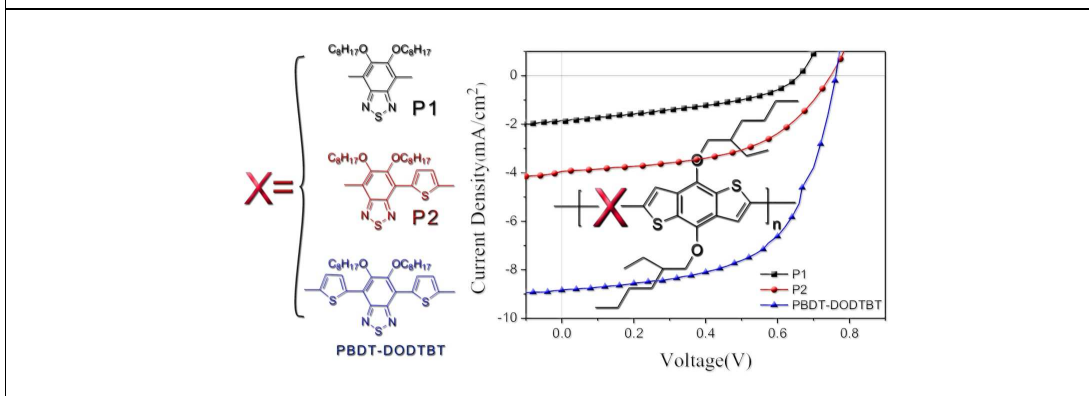 C₈H₁₇O OC₈H₁₇
N N
S
P1
X=
C₈H₁₇O OC₈H₁₇
S
N N
S
P2
C₈H₁₇O OC₈H₁₇
S S
N N
S
PBDT-DODTBT
Current Density(mA/cm²)
0
-2
-4
-6
-8
-10
0.0 0.2 0.4 0.6 0.8
Voltage(V)
O
S
X
S
n
O
P1
P2
PBDT-DODTBT